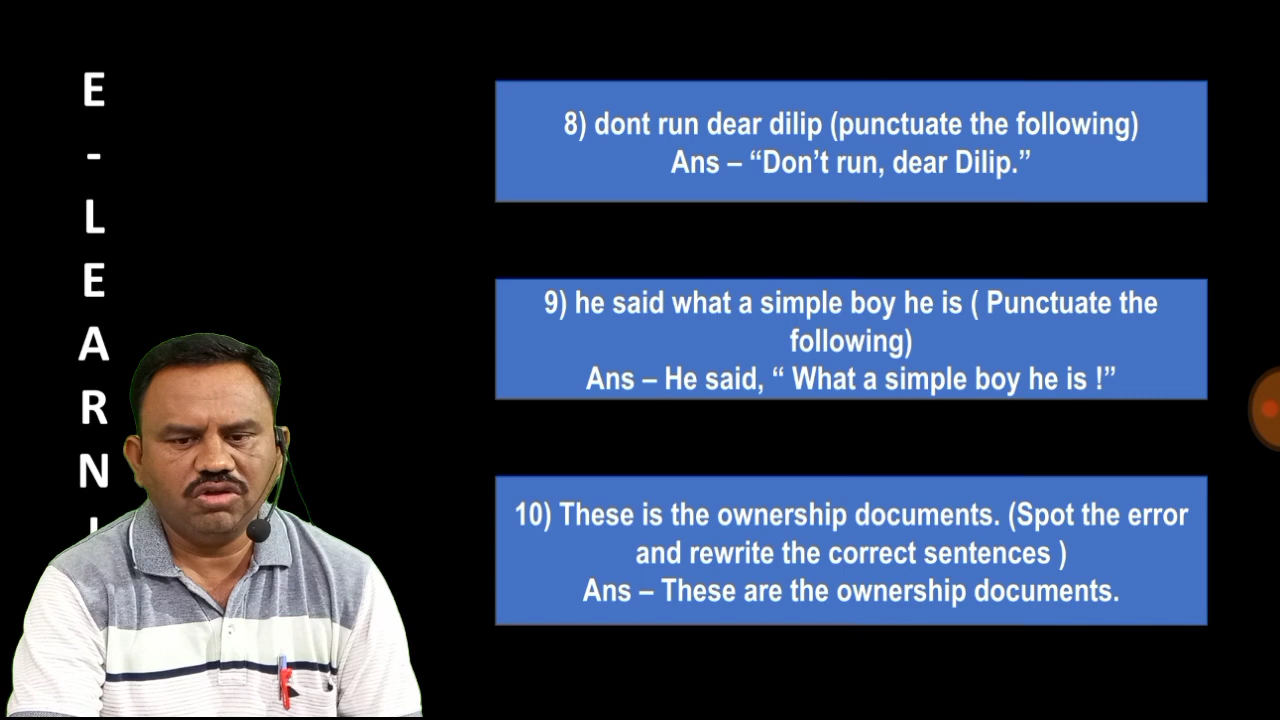 E
-
L
E
A
R
N
8) dont run dear dilip (punctuate the following)
Ans – “Don’t run, dear Dilip.”
9) he said what a simple boy he is ( Punctuate the
following)
Ans – He said, “ What a simple boy he is !”
10) These is the ownership documents. (Spot the error
and rewrite the correct sentences )
Ans – These are the ownership documents.